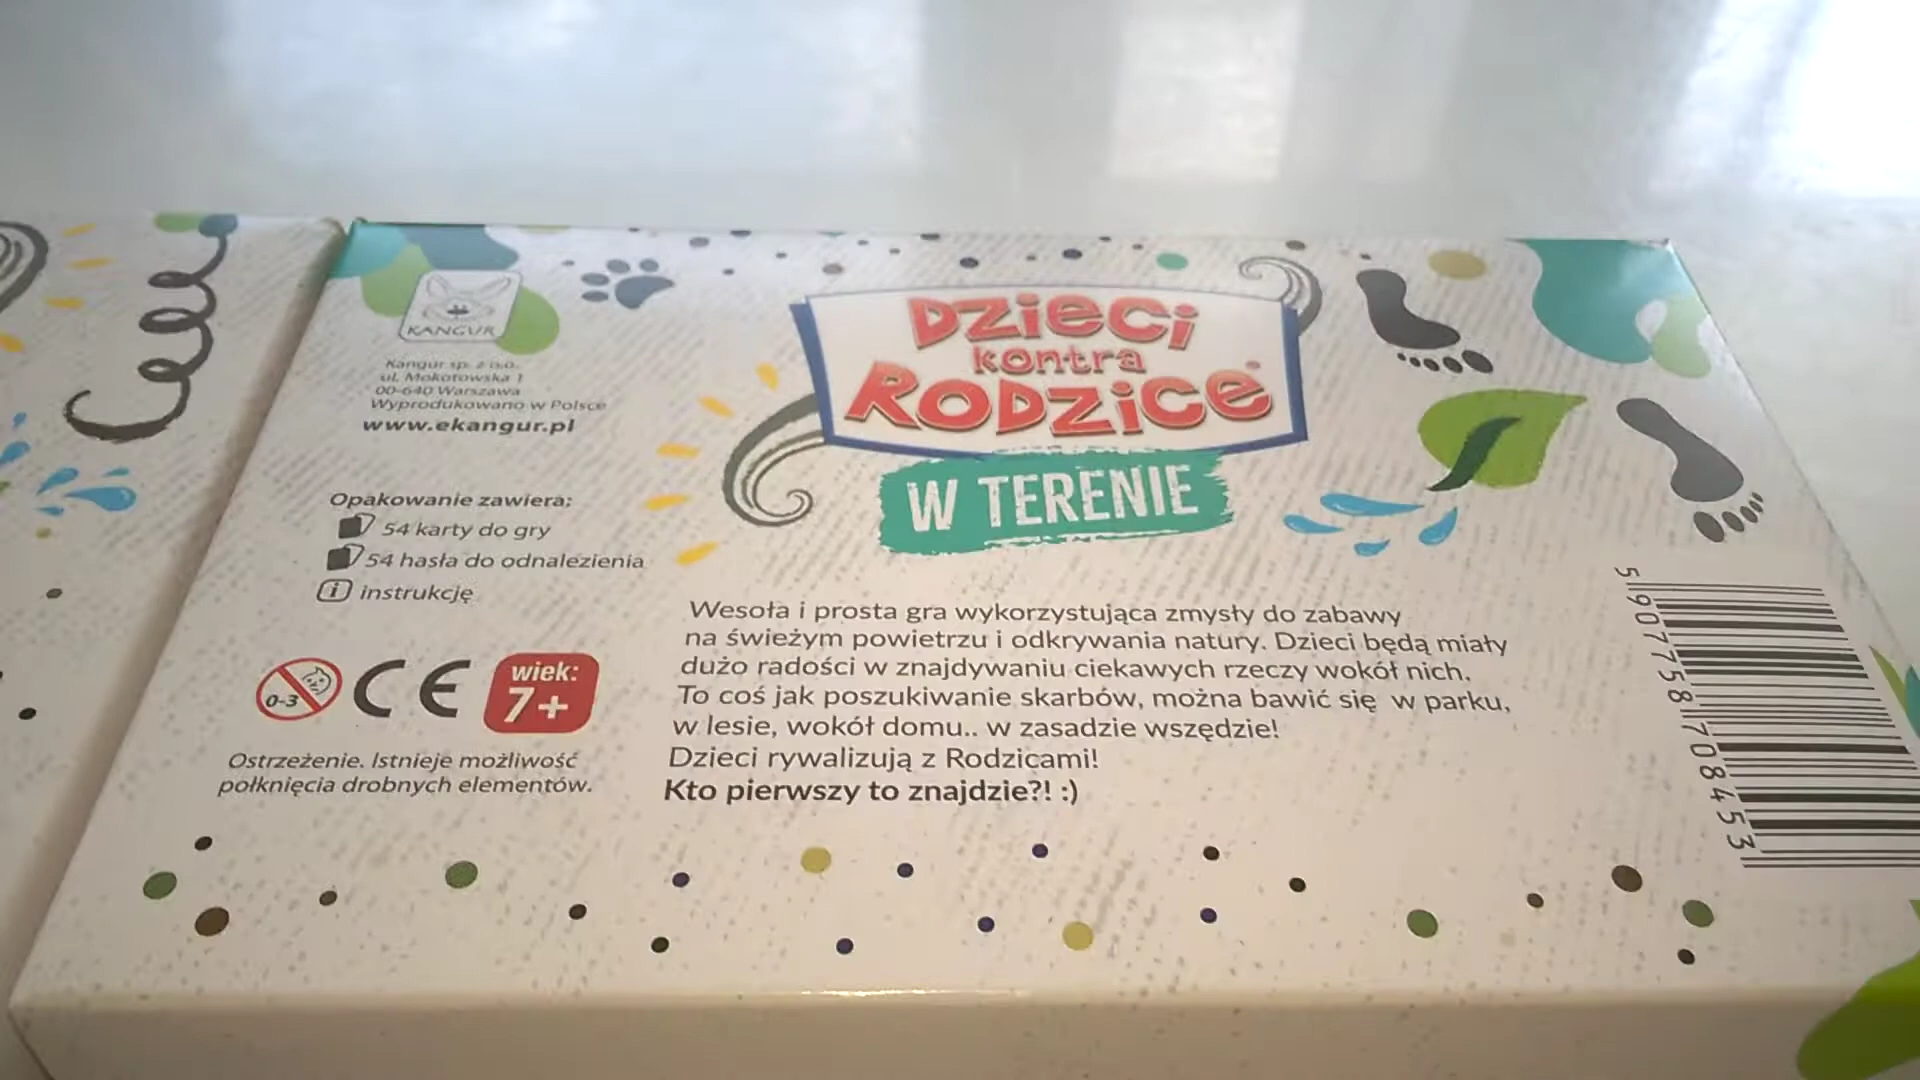 KANGUR
Kangur sp. z o.o.
ul. Mokotowska 1
00-640 Warszawa
Wyprodukowano w Polsce
www.ekangur.pl
Opakowanie zawiera:
54 karty do gry
54 hasła do odnalezienia
i instrukcję
0-3
CE
wiek:
7+
Ostrzeżenie. Istnieje możliwość
połknięcia drobnych elementów.
Dzieci
kontra
Rodzice
W TERENIE
Wesoła i prosta gra wykorzystująca zmysły do zabawy
na świeżym powietrzu i odkrywania natury. Dzieci będą miały
dużo radości w znajdywaniu ciekawych rzeczy wokół nich.
To coś jak poszukiwanie skarbów, można bawić się w parku,
w lesie, wokół domu.. w zasadzie wszędzie!
Dzieci rywalizują z Rodzicami!
Kto pierwszy to znajdzie?! :)
5 907758 708453